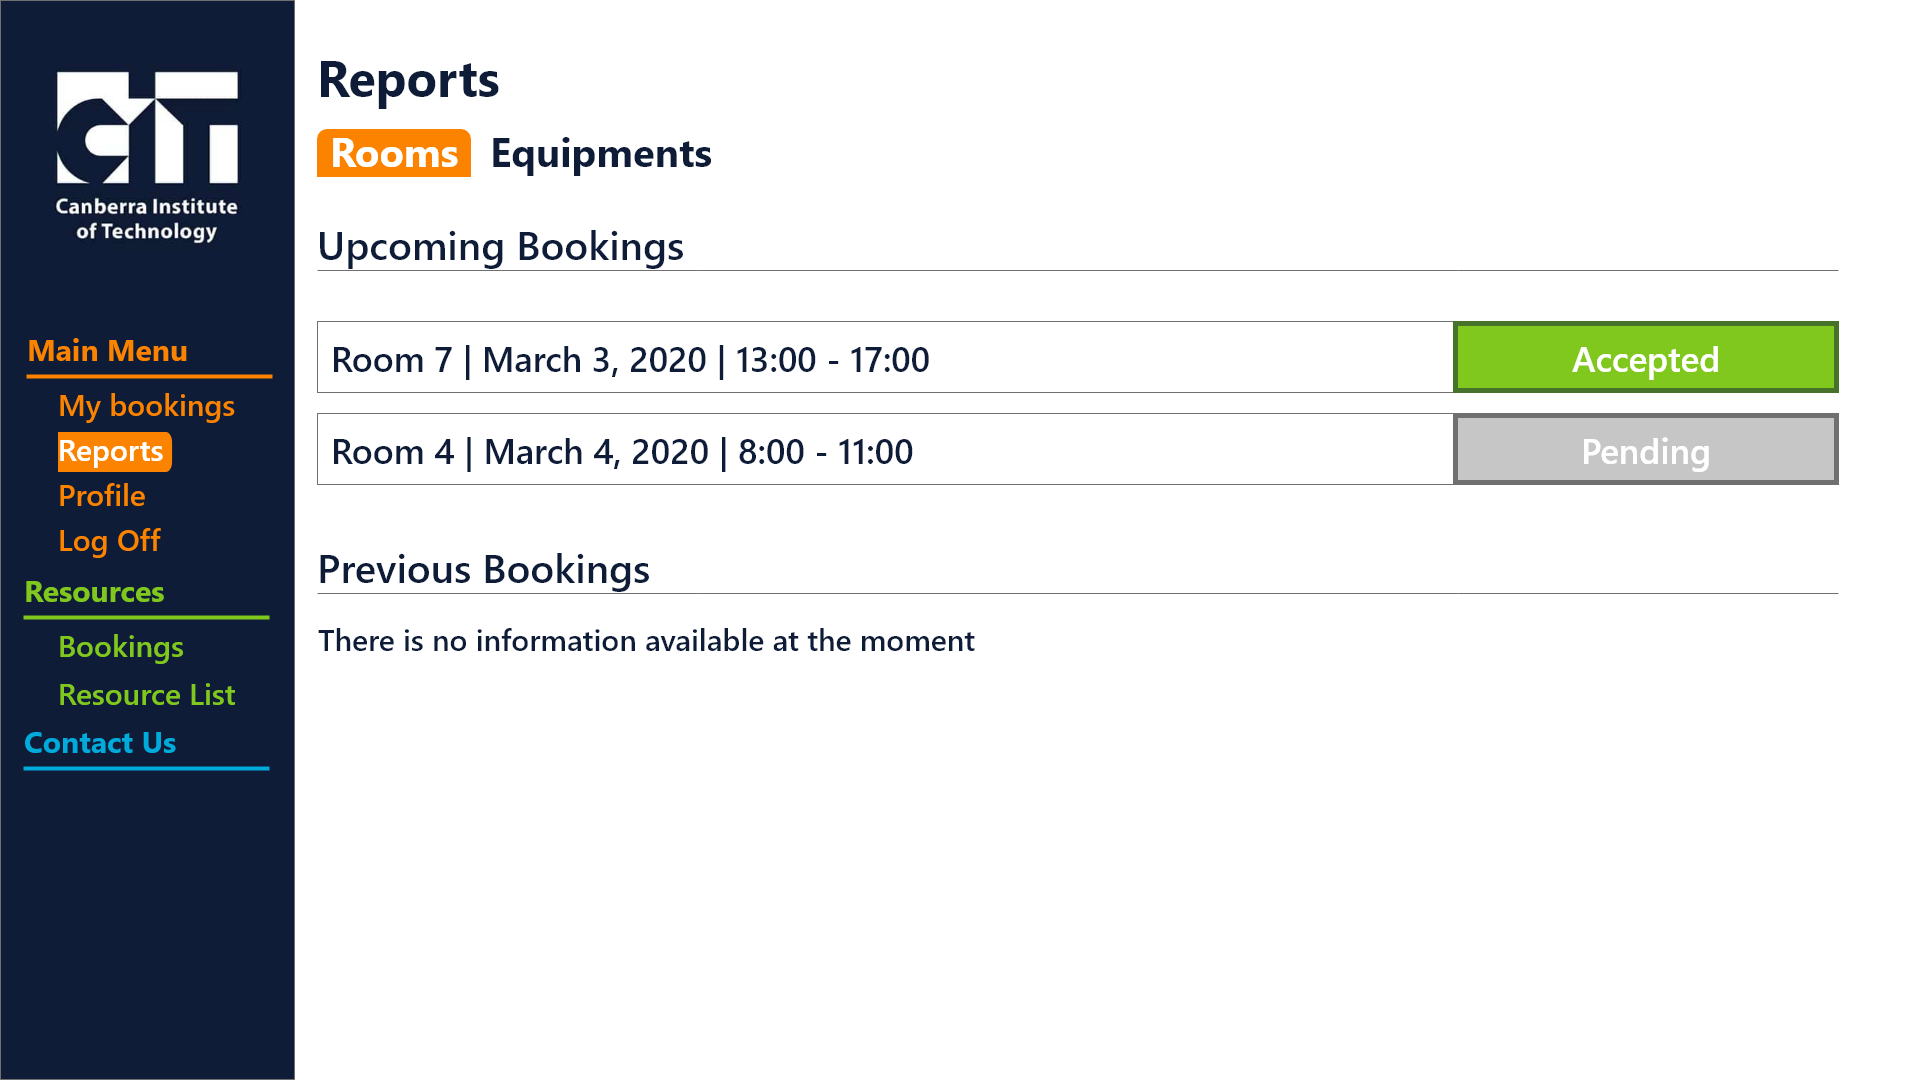 CIT
Canberra Institute
of Technology
Main Menu
My bookings
Reports
Profile
Log Off
Resources
Bookings
Resource List
Contact Us
Reports
Rooms Equipments
Upcoming Bookings
Room 7 | March 3, 2020 | 13:00 - 17:00 Accepted
Room 4 | March 4, 2020 | 8:00 - 11:00 Pending
Previous Bookings
There is no information available at the moment